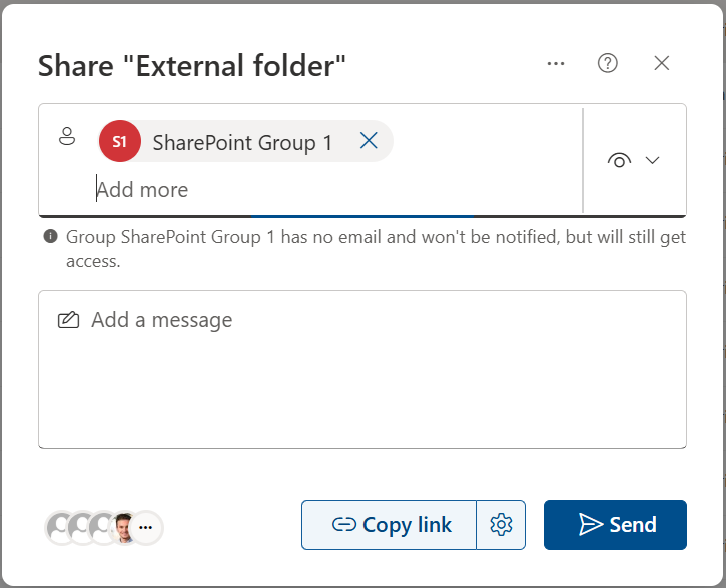 Share "External folder"
S1 SharePoint Group 1
Add more
Group SharePoint Group 1 has no email and won't be notified, but will still get
access.
Add a message
Copy link
Send